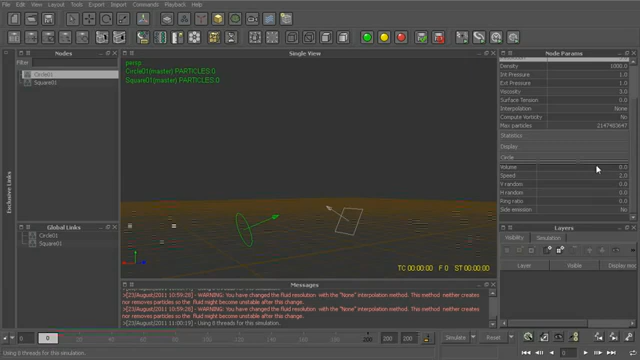 File Edit View Selection Import Export Playback Help
Nodes
Single View
Node Params
Filter
Circle01
Square01
persp
Circle01(master) PARTICLES:0
Square01(master) PARTICLES:0
Density 1000.0
Int Pressure 1.0
Ext Pressure 1.0
Viscosity 3.0
Surface Tension 0.0
Interpolation None
Compute Vorticity No
Max particles 2147483647
Statistics
Display
Circle
Volume 0.0
Speed 2.0
V random 0.0
H random 0.0
Ring ratio 0.0
Side emission No
Exclusive Links
Global Links
Circle01
Square01
TC 00:00:00 F 0 ST 00:00:00
Layers
Visibility Simulation
Layer Visible Display mo
Messages
>[23/August/2011 10:59:28] - WARNING: You have changed the fluid resolution with the "None" interpolation method. This method neither creates
nor removes particles so the fluid might become unstable after this change.
>[23/August/2011 10:59:28] - WARNING: You have changed the fluid resolution with the "None" interpolation method. This method neither creates
nor removes particles so the fluid might become unstable after this change.
>[23/August/2011 11:00:19] - Using 8 threads for this simulation.
0 0 200 200 Simulate Reset
Using 8 threads for this simulation.
0